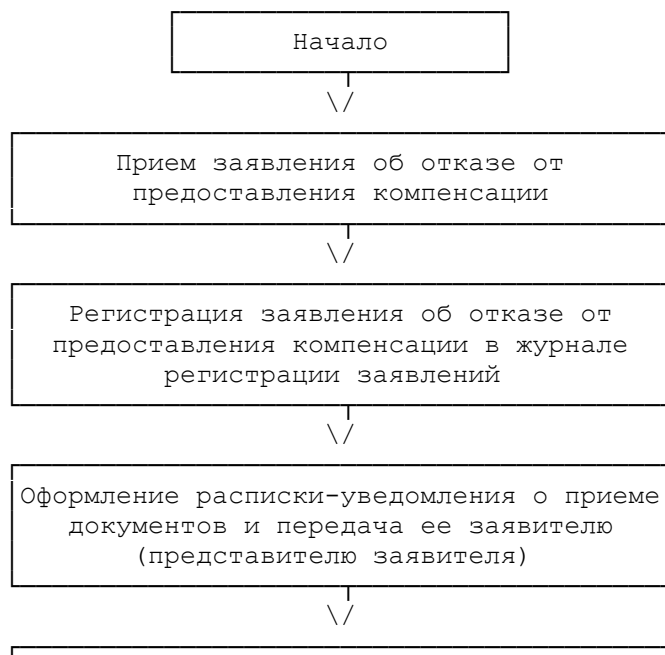 Начало
\/
Прием заявления об отказе от
предоставления компенсации
\/
Регистрация заявления об отказе от
предоставления компенсации в журнале
регистрации заявлений
\/
Оформление расписки-уведомления о приеме
документов и передача ее заявителю
(представителю заявителя)
\/